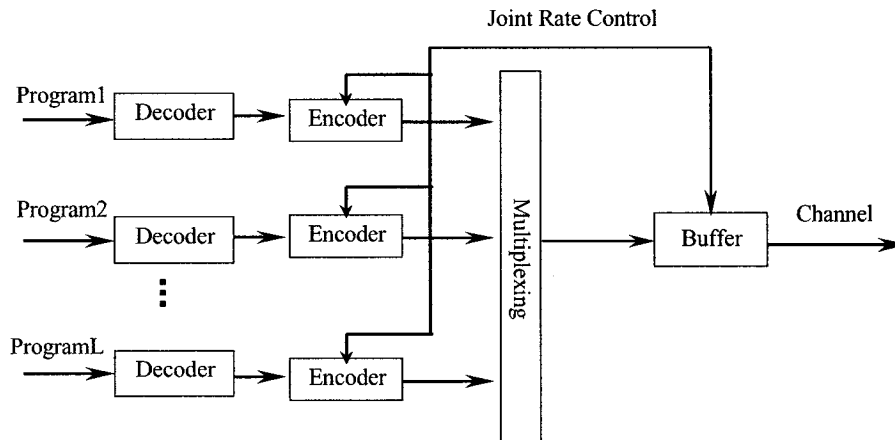 Joint Rate Control
Program1
Decoder
Encoder
Program2
Decoder
Encoder
Multiplexing
Buffer
Channel
ProgramL
Decoder
Encoder